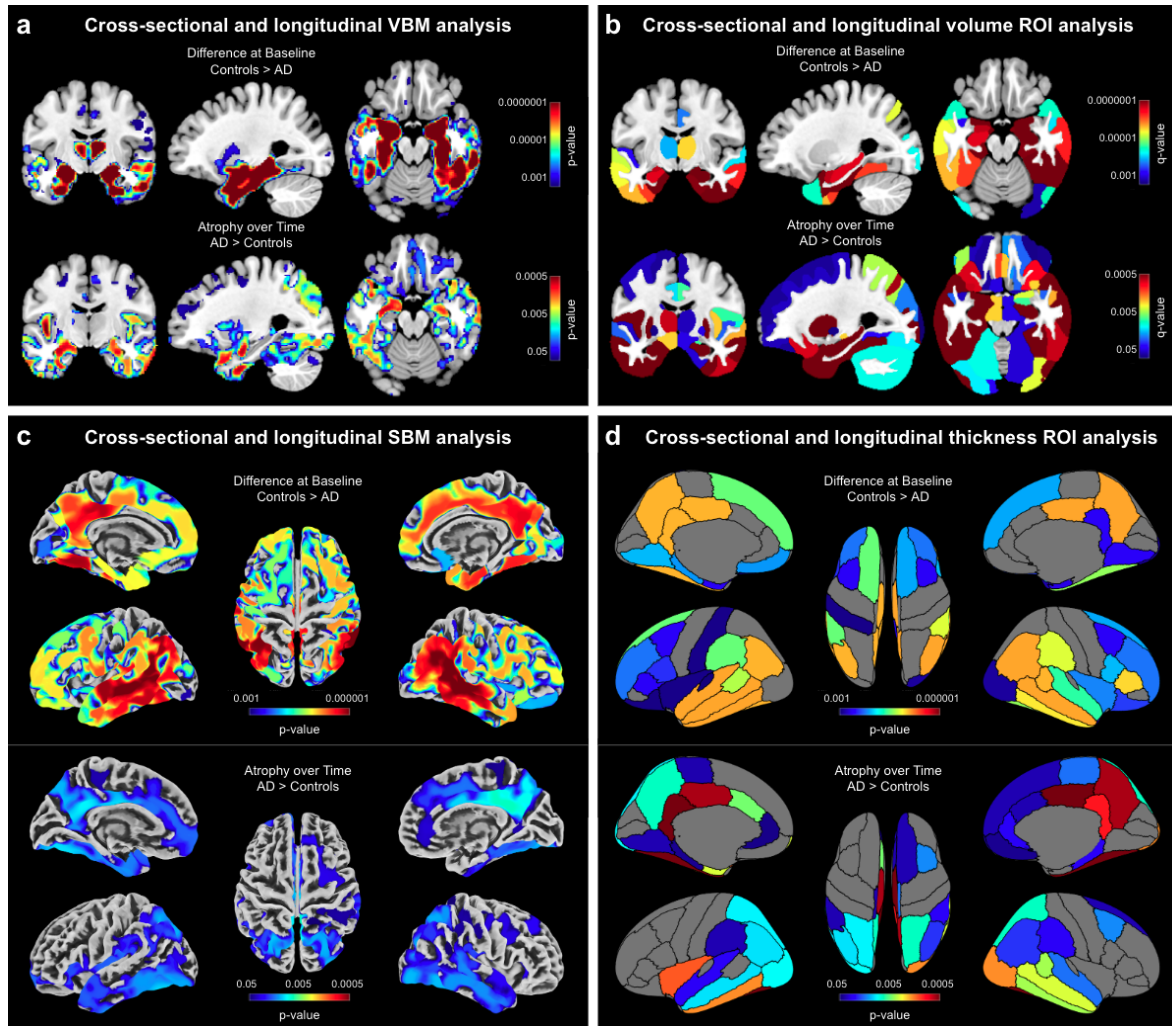 a Cross-sectional and longitudinal VBM analysis
Difference at Baseline
Controls > AD
0.0000001
0.00001
0.001
p-value
Atrophy over Time
AD > Controls
0.0005
0.05
p-value
b Cross-sectional and longitudinal volume ROI analysis
Difference at Baseline
Controls > AD
0.0000001
0.00001
0.001
q-value
Atrophy over Time
AD > Controls
0.0005
0.05
q-value
c Cross-sectional and longitudinal SBM analysis
Difference at Baseline
Controls > AD
0.001 0.000001
p-value
Atrophy over Time
AD > Controls
0.05 0.005 0.0005
p-value
d Cross-sectional and longitudinal thickness ROI analysis
Difference at Baseline
Controls > AD
0.001 0.000001
p-value
Atrophy over Time
AD > Controls
0.05 0.005 0.0005
p-value